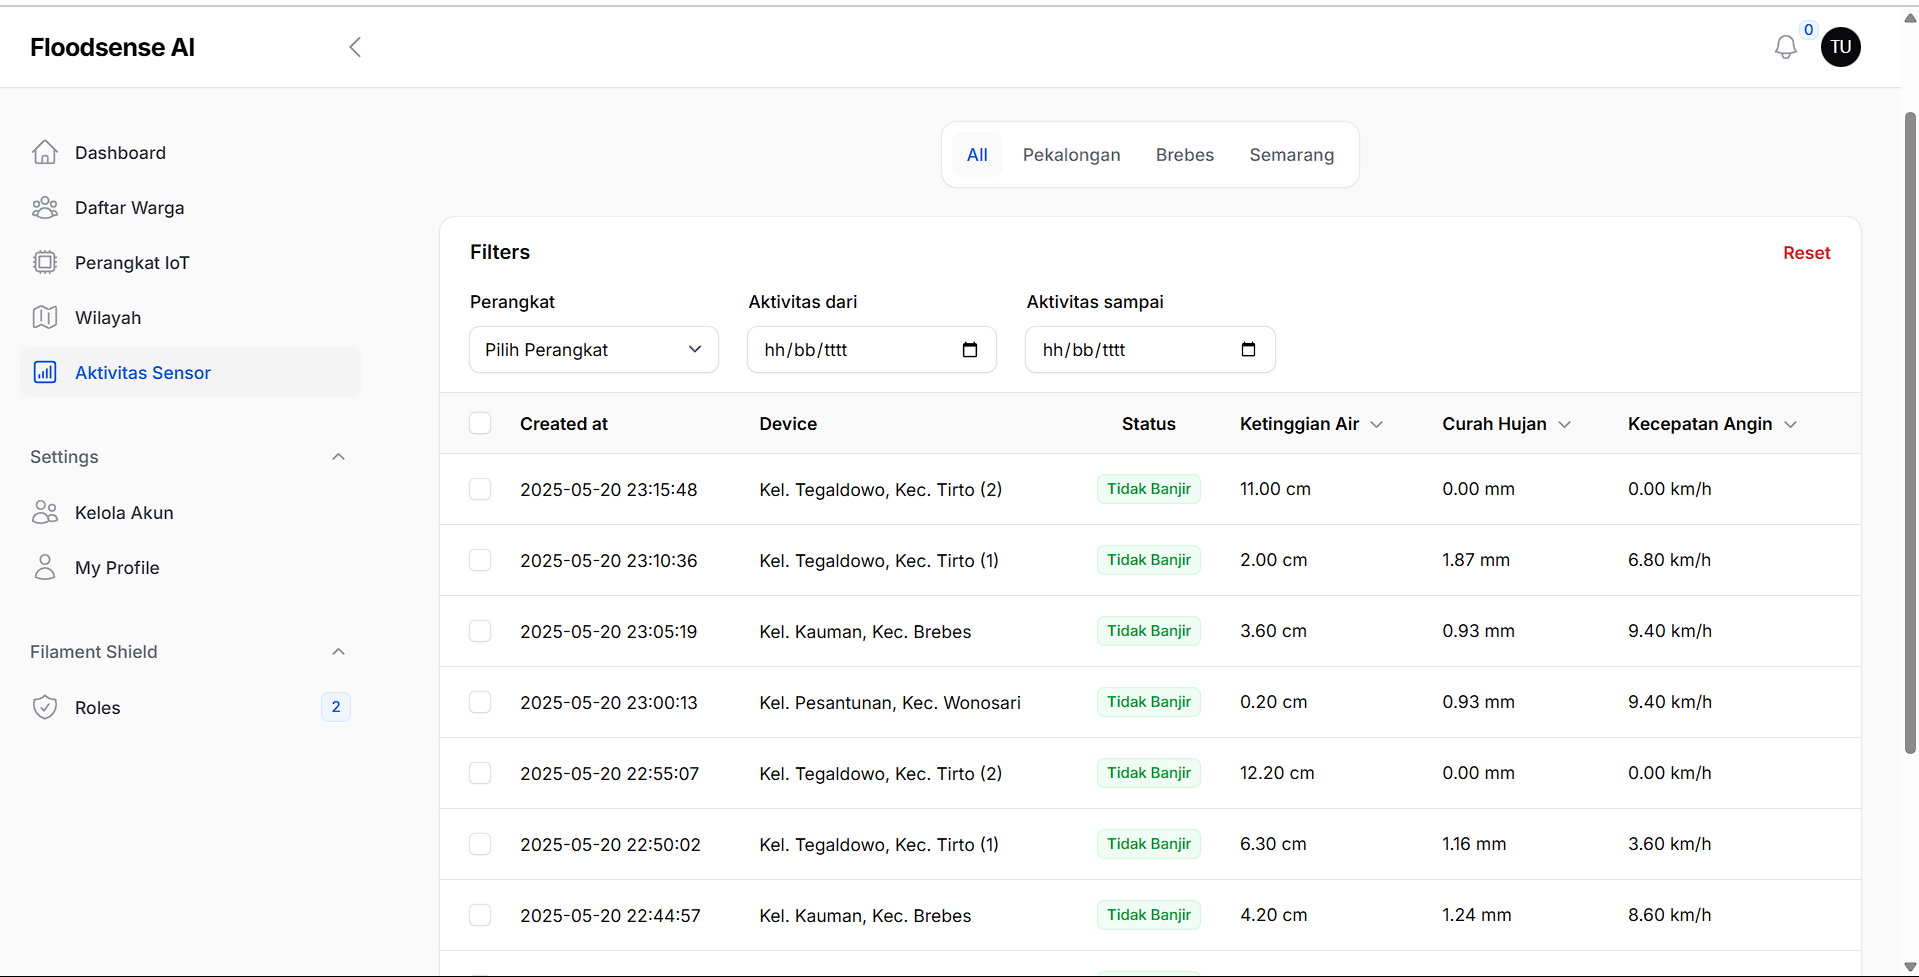 Floodsense AI
0
TU
Dashboard
Daftar Warga
Perangkat IoT
Wilayah
Aktivitas Sensor
Settings
Kelola Akun
My Profile
Filament Shield
Roles 2
All Pekalongan Brebes Semarang
Filters Reset
Perangkat Aktivitas dari Aktivitas sampai
Pilih Perangkat hh/bb/tttt hh/bb/tttt
Created at Device Status Ketinggian Air Curah Hujan Kecepatan Angin
2025-05-20 23:15:48 Kel. Tegaldowo, Kec. Tirto (2) Tidak Banjir 11.00 cm 0.00 mm 0.00 km/h
2025-05-20 23:10:36 Kel. Tegaldowo, Kec. Tirto (1) Tidak Banjir 2.00 cm 1.87 mm 6.80 km/h
2025-05-20 23:05:19 Kel. Kauman, Kec. Brebes Tidak Banjir 3.60 cm 0.93 mm 9.40 km/h
2025-05-20 23:00:13 Kel. Pesantunan, Kec. Wonosari Tidak Banjir 0.20 cm 0.93 mm 9.40 km/h
2025-05-20 22:55:07 Kel. Tegaldowo, Kec. Tirto (2) Tidak Banjir 12.20 cm 0.00 mm 0.00 km/h
2025-05-20 22:50:02 Kel. Tegaldowo, Kec. Tirto (1) Tidak Banjir 6.30 cm 1.16 mm 3.60 km/h
2025-05-20 22:44:57 Kel. Kauman, Kec. Brebes Tidak Banjir 4.20 cm 1.24 mm 8.60 km/h